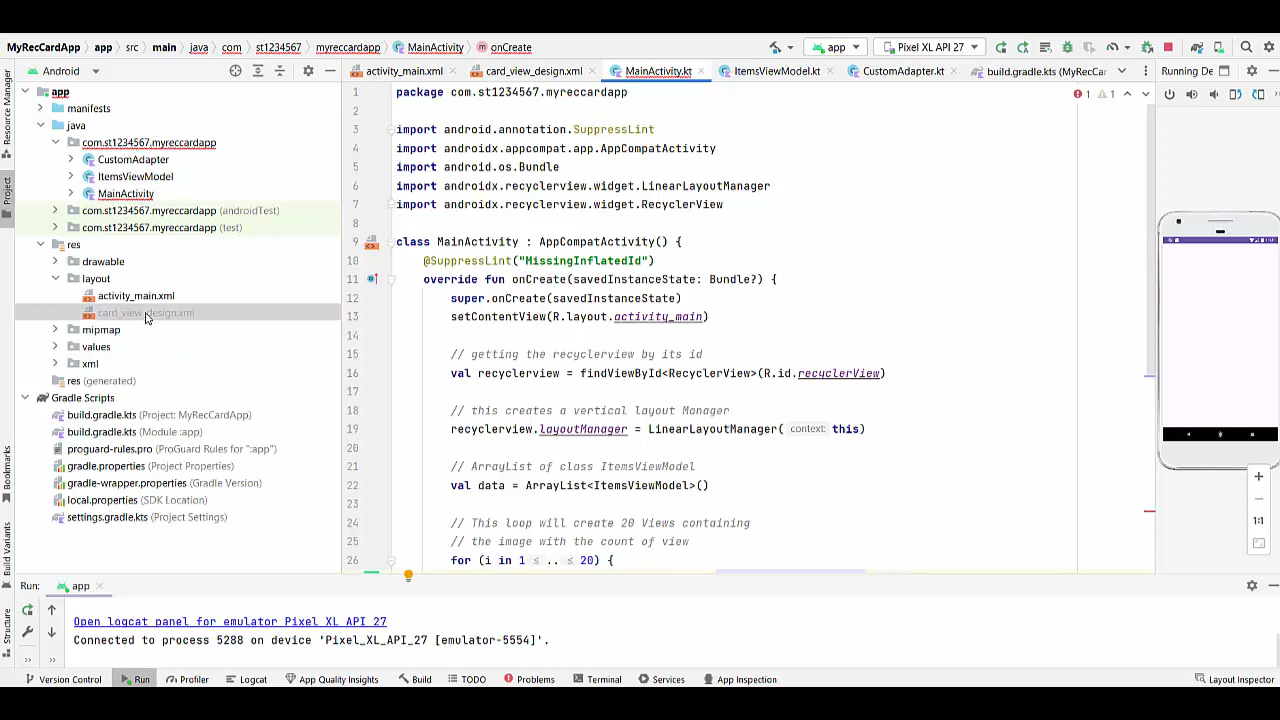 MyRecCardApp app src main java com st1234567 myreccardapp MainActivity onCreate app Pixel XL API 27
Android activity_main.xml card_view_design.xml MainActivity.kt ItemsViewModel.kt CustomAdapter.kt build.gradle.kts (MyRecCar Running De
Resource Manager
Project
Bookmarks
Build Variants
Structure
app
manifests
java
com.st1234567.myreccardapp
CustomAdapter
ItemsViewModel
MainActivity
com.st1234567.myreccardapp (androidTest)
com.st1234567.myreccardapp (test)
res
drawable
layout
activity_main.xml
card_view_design.xml
mipmap
values
xml
res (generated)
Gradle Scripts
build.gradle.kts (Project: MyRecCardApp)
build.gradle.kts (Module :app)
proguard-rules.pro (ProGuard Rules for ":app")
gradle.properties (Project Properties)
gradle-wrapper.properties (Gradle Version)
local.properties (SDK Location)
settings.gradle.kts (Project Settings)
1 package com.st1234567.myreccardapp
1 1
2
3 import android.annotation.SuppressLint
4 import androidx.appcompat.app.AppCompatActivity
5 import android.os.Bundle
6 import androidx.recyclerview.widget.LinearLayoutManager
7 import androidx.recyclerview.widget.RecyclerView
8
9 class MainActivity : AppCompatActivity() {
10 @SuppressLint("MissingInflatedId")
11 override fun onCreate(savedInstanceState: Bundle?) {
12 super.onCreate(savedInstanceState)
13 setContentView(R.layout.activity_main)
14
15 // getting the recyclerview by its id
16 val recyclerview = findViewById<RecyclerView>(R.id.recyclerView)
17
18 // this creates a vertical layout Manager
19 recyclerview.layoutManager = LinearLayoutManager( context: this)
20
21 // ArrayList of class ItemsViewModel
22 val data = ArrayList<ItemsViewModel>()
23
24 // This loop will create 20 Views containing
25 // the image with the count of view
26 for (i in 1 ≤ .. ≤ 20) {
1:1
Run: app
Open logcat panel for emulator Pixel XL API 27
Connected to process 5288 on device 'Pixel_XL_API_27 [emulator-5554]'.
Version Control Run Profiler Logcat App Quality Insights Build TODO Problems Terminal Services App Inspection Layout Inspector